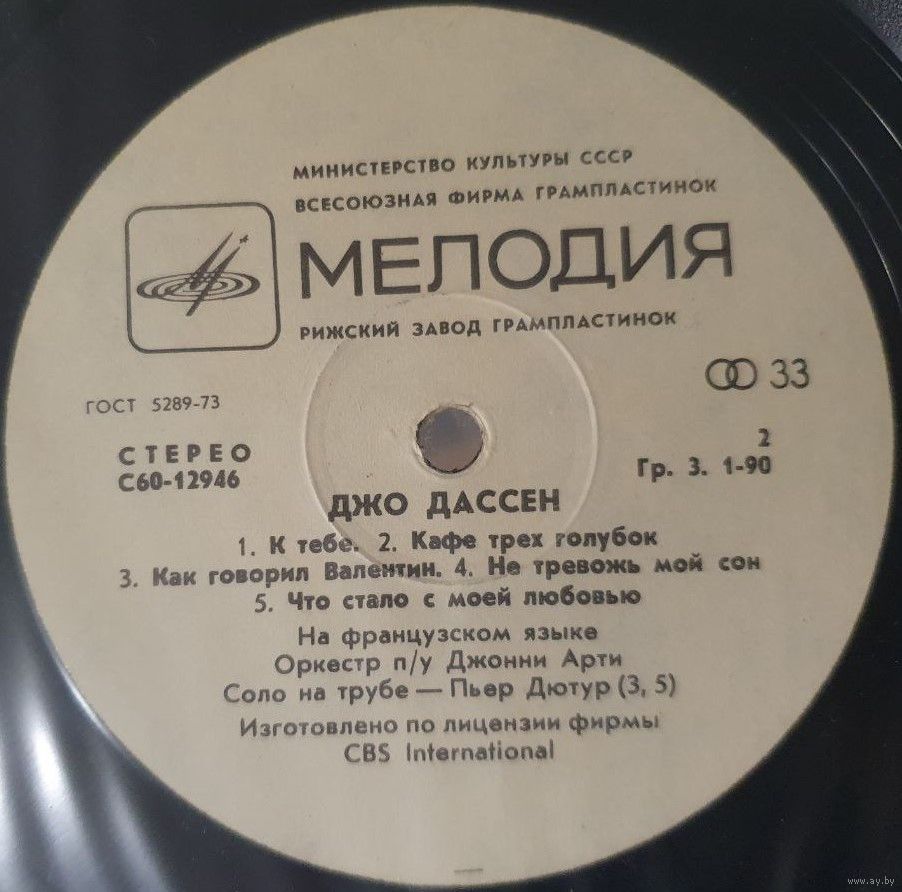 МИНИСТЕРСТВО КУЛЬТУРЫ СССР
ВСЕСОЮЗНАЯ ФИРМА ГРАМПЛАСТИНОК
МЕЛОДИЯ
РИЖСКИЙ ЗАВОД ГРАМПЛАСТИНОК
33
ГОСТ 5289-73
СТЕРЕО
С60-12946
2
Гр. 3. 1-90
ДЖО ДАССЕН
1. К тебе. 2. Кафе трех голубок
3. Как говорил Валентин. 4. Не тревожь мой сон
5. Что стало с моей любовью
На французском языке
Оркестр п/у Джонни Арти
Соло на трубе — Пьер Дютур (3, 5)
Изготовлено по лицензии фирмы
CBS International
www.ay.by